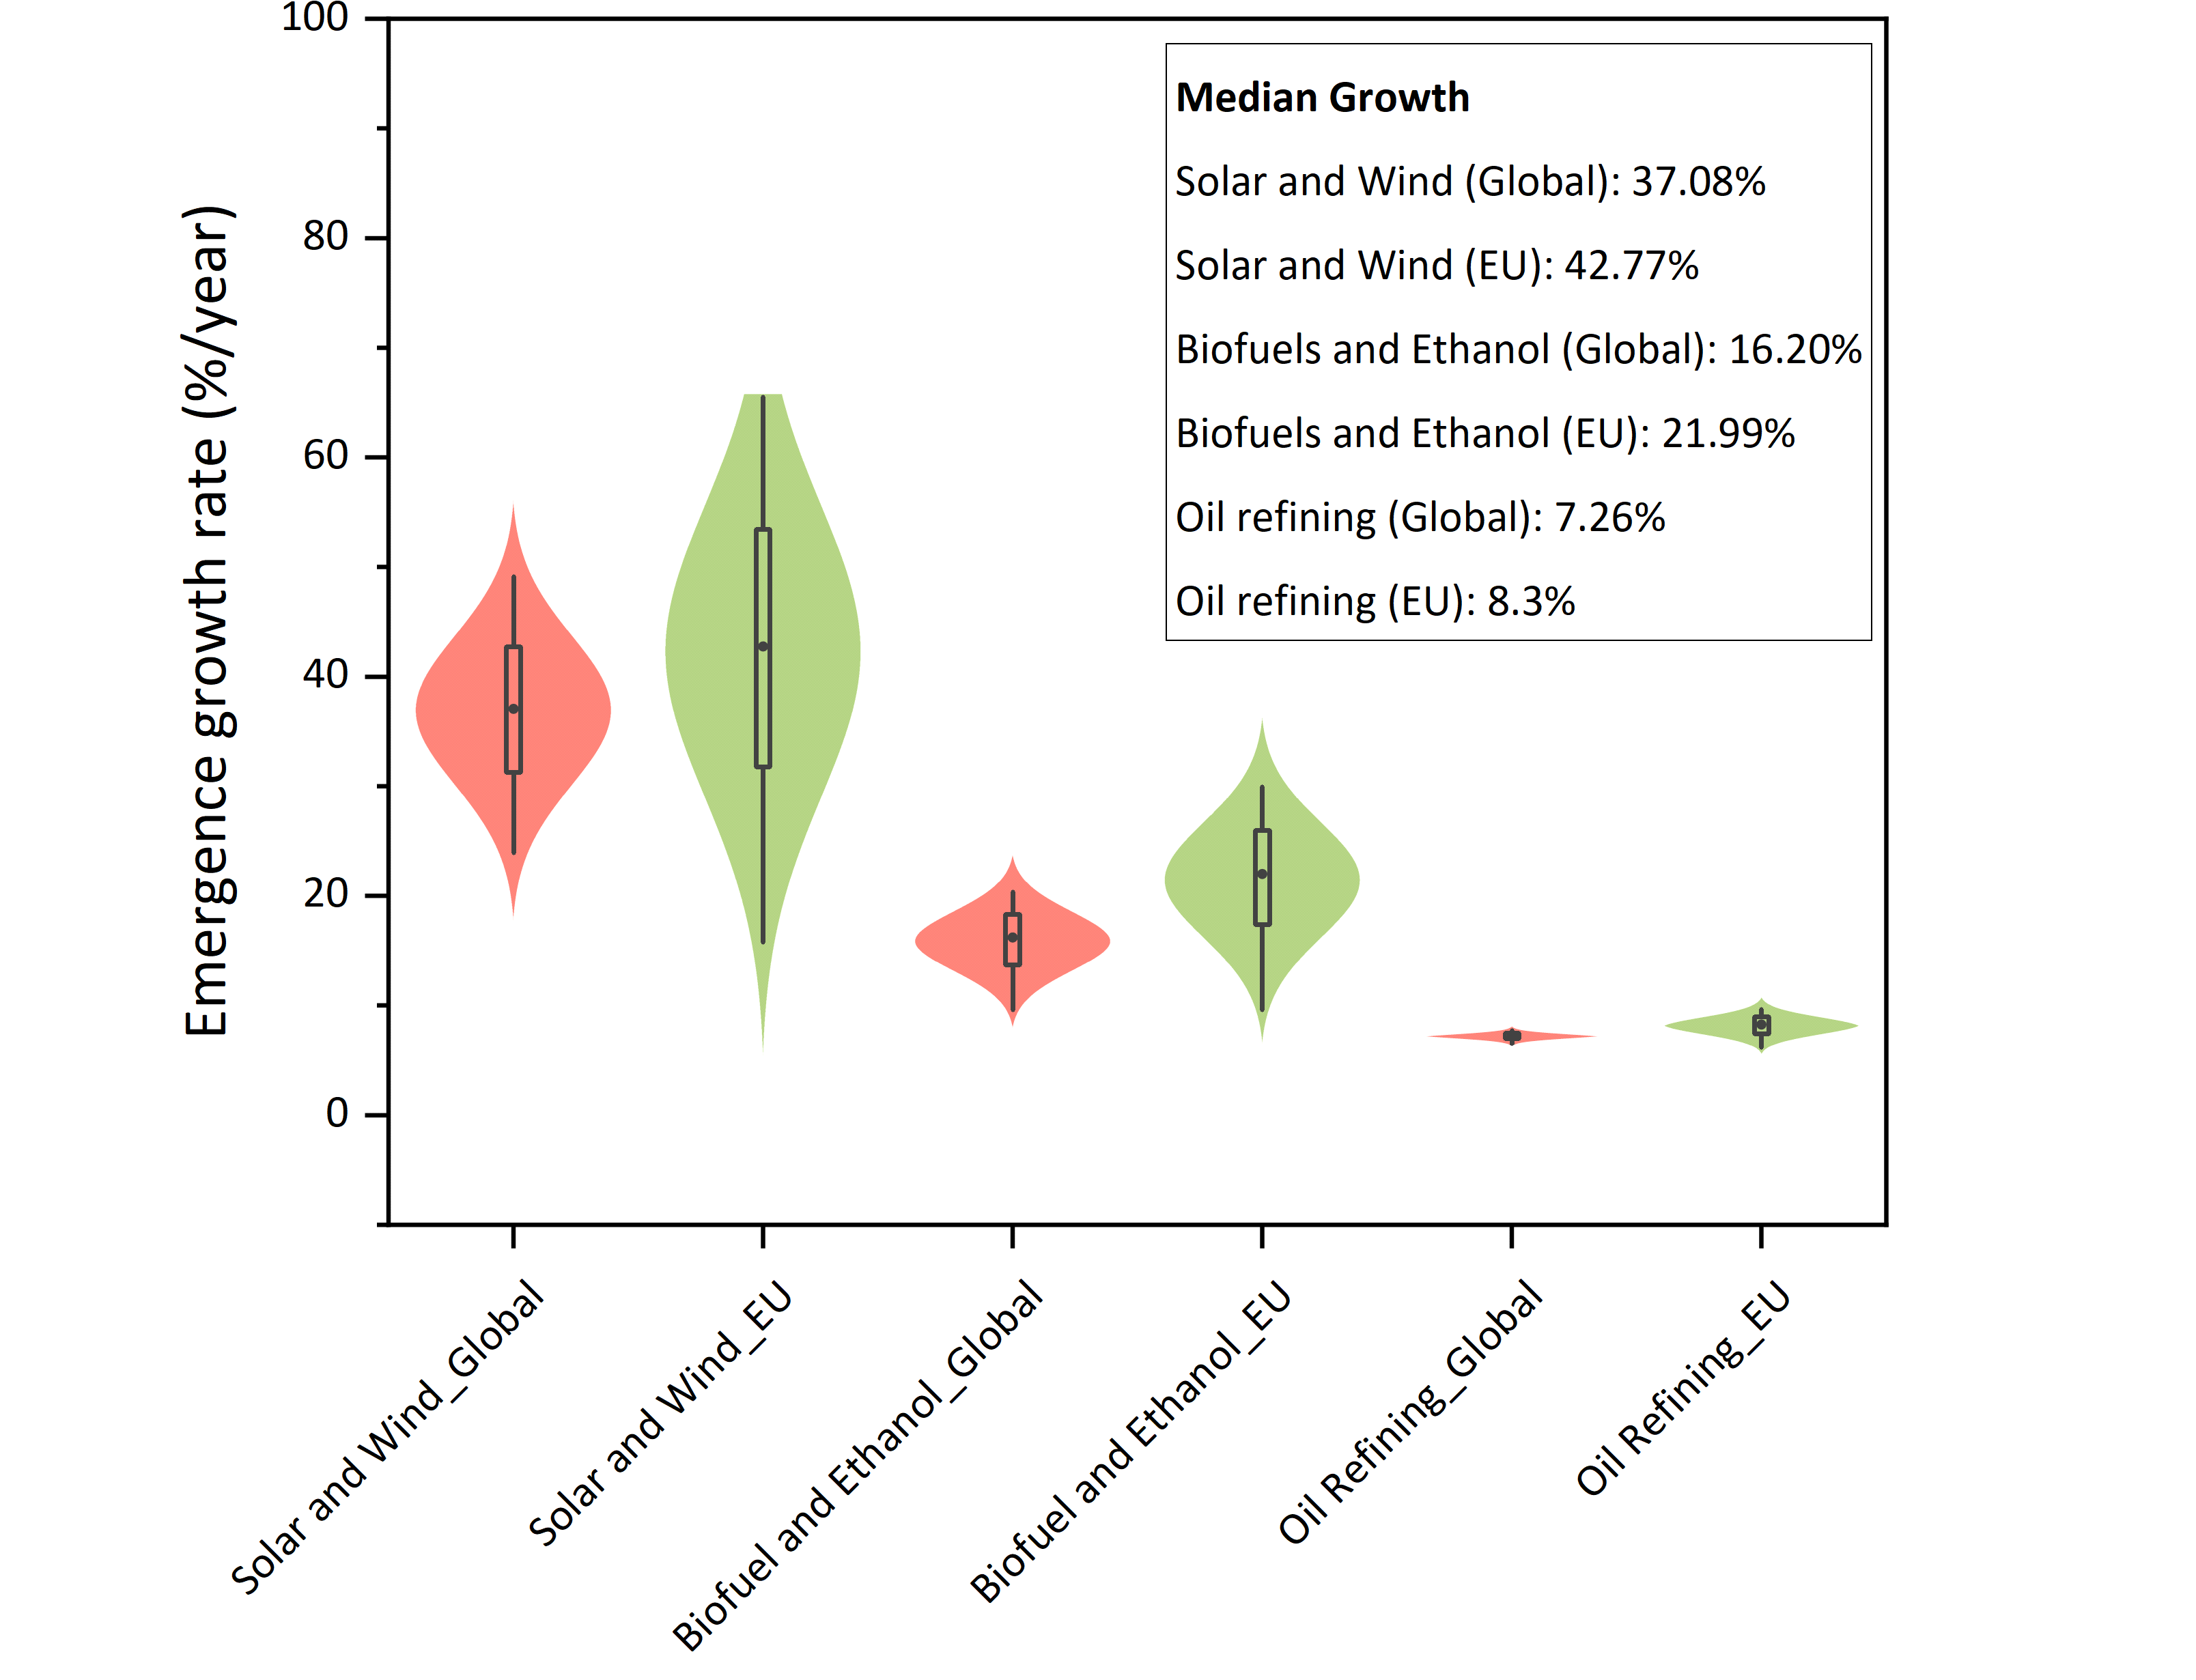 100
80
60
40
20
0
Emergence growth rate (%/year)
Median Growth
Solar and Wind (Global): 37.08%
Solar and Wind (EU): 42.77%
Biofuels and Ethanol (Global): 16.20%
Biofuels and Ethanol (EU): 21.99%
Oil refining (Global): 7.26%
Oil refining (EU): 8.3%
Solar and Wind_Global
Solar and Wind_EU
Biofuel and Ethanol_Global
Biofuel and Ethanol_EU
Oil Refining_Global
Oil Refining_EU